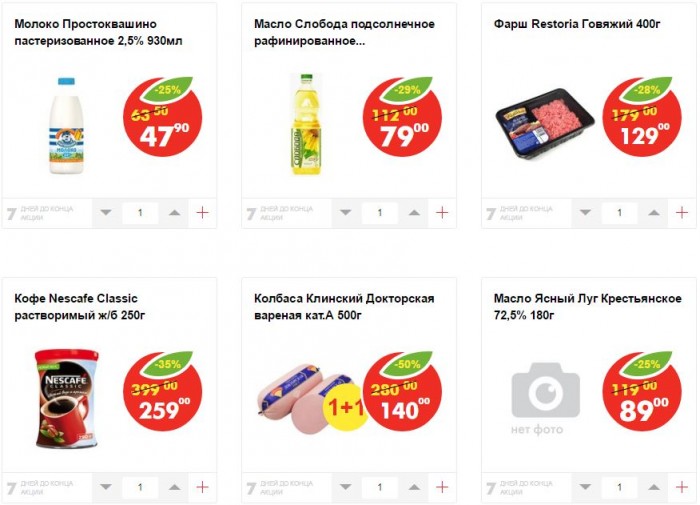 Молоко Простоквашино
пастеризованное 2,5% 930мл
-25%
63 50
47 90
7 ДНЕЙ ДО КОНЦА
АКЦИИ
1
Масло Слобода подсолнечное
рафинированное...
СЛОБОДА
-29%
112 00
79 00
7 ДНЕЙ ДО КОНЦА
АКЦИИ
1
Фарш Restoria Говяжий 400г
-28%
179 00
129 00
7 ДНЕЙ ДО КОНЦА
АКЦИИ
1
Кофе Nescafe Classic
растворимый ж/б 250г
NESCAFÉ
CLASSIC
-35%
399 00
259 00
7 ДНЕЙ ДО КОНЦА
АКЦИИ
1
Колбаса Клинский Докторская
вареная кат.А 500г
1+1
-50%
280 00
140 00
7 ДНЕЙ ДО КОНЦА
АКЦИИ
1
Масло Ясный Луг Крестьянское
72,5% 180г
нет фото
-25%
119 00
89 00
7 ДНЕЙ ДО КОНЦА
АКЦИИ
1